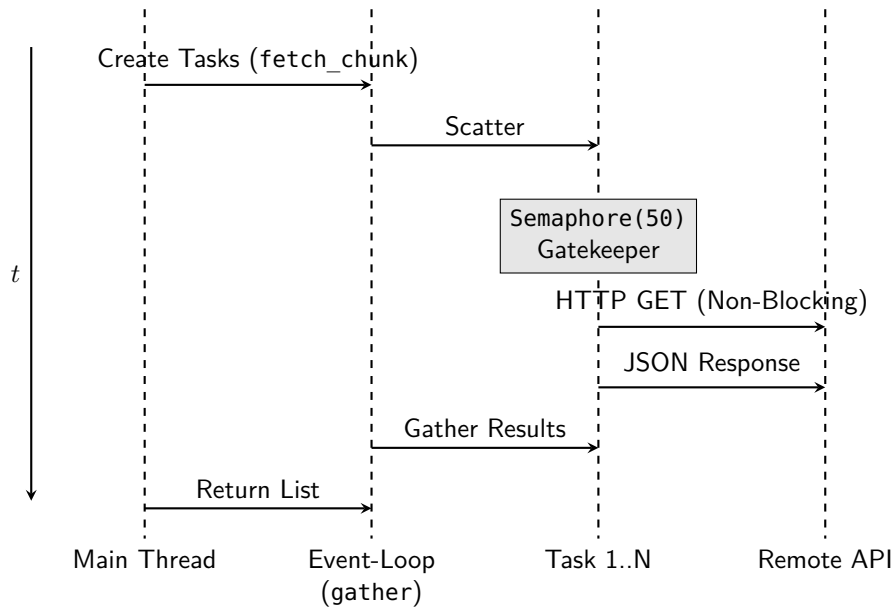 Create Tasks (fetch_chunk)
Scatter
Semaphore(50)
Gatekeeper
HTTP GET (Non-Blocking)
t
JSON Response
Gather Results
Return List
Main Thread
Event-Loop
(gather)
Task 1..N
Remote API